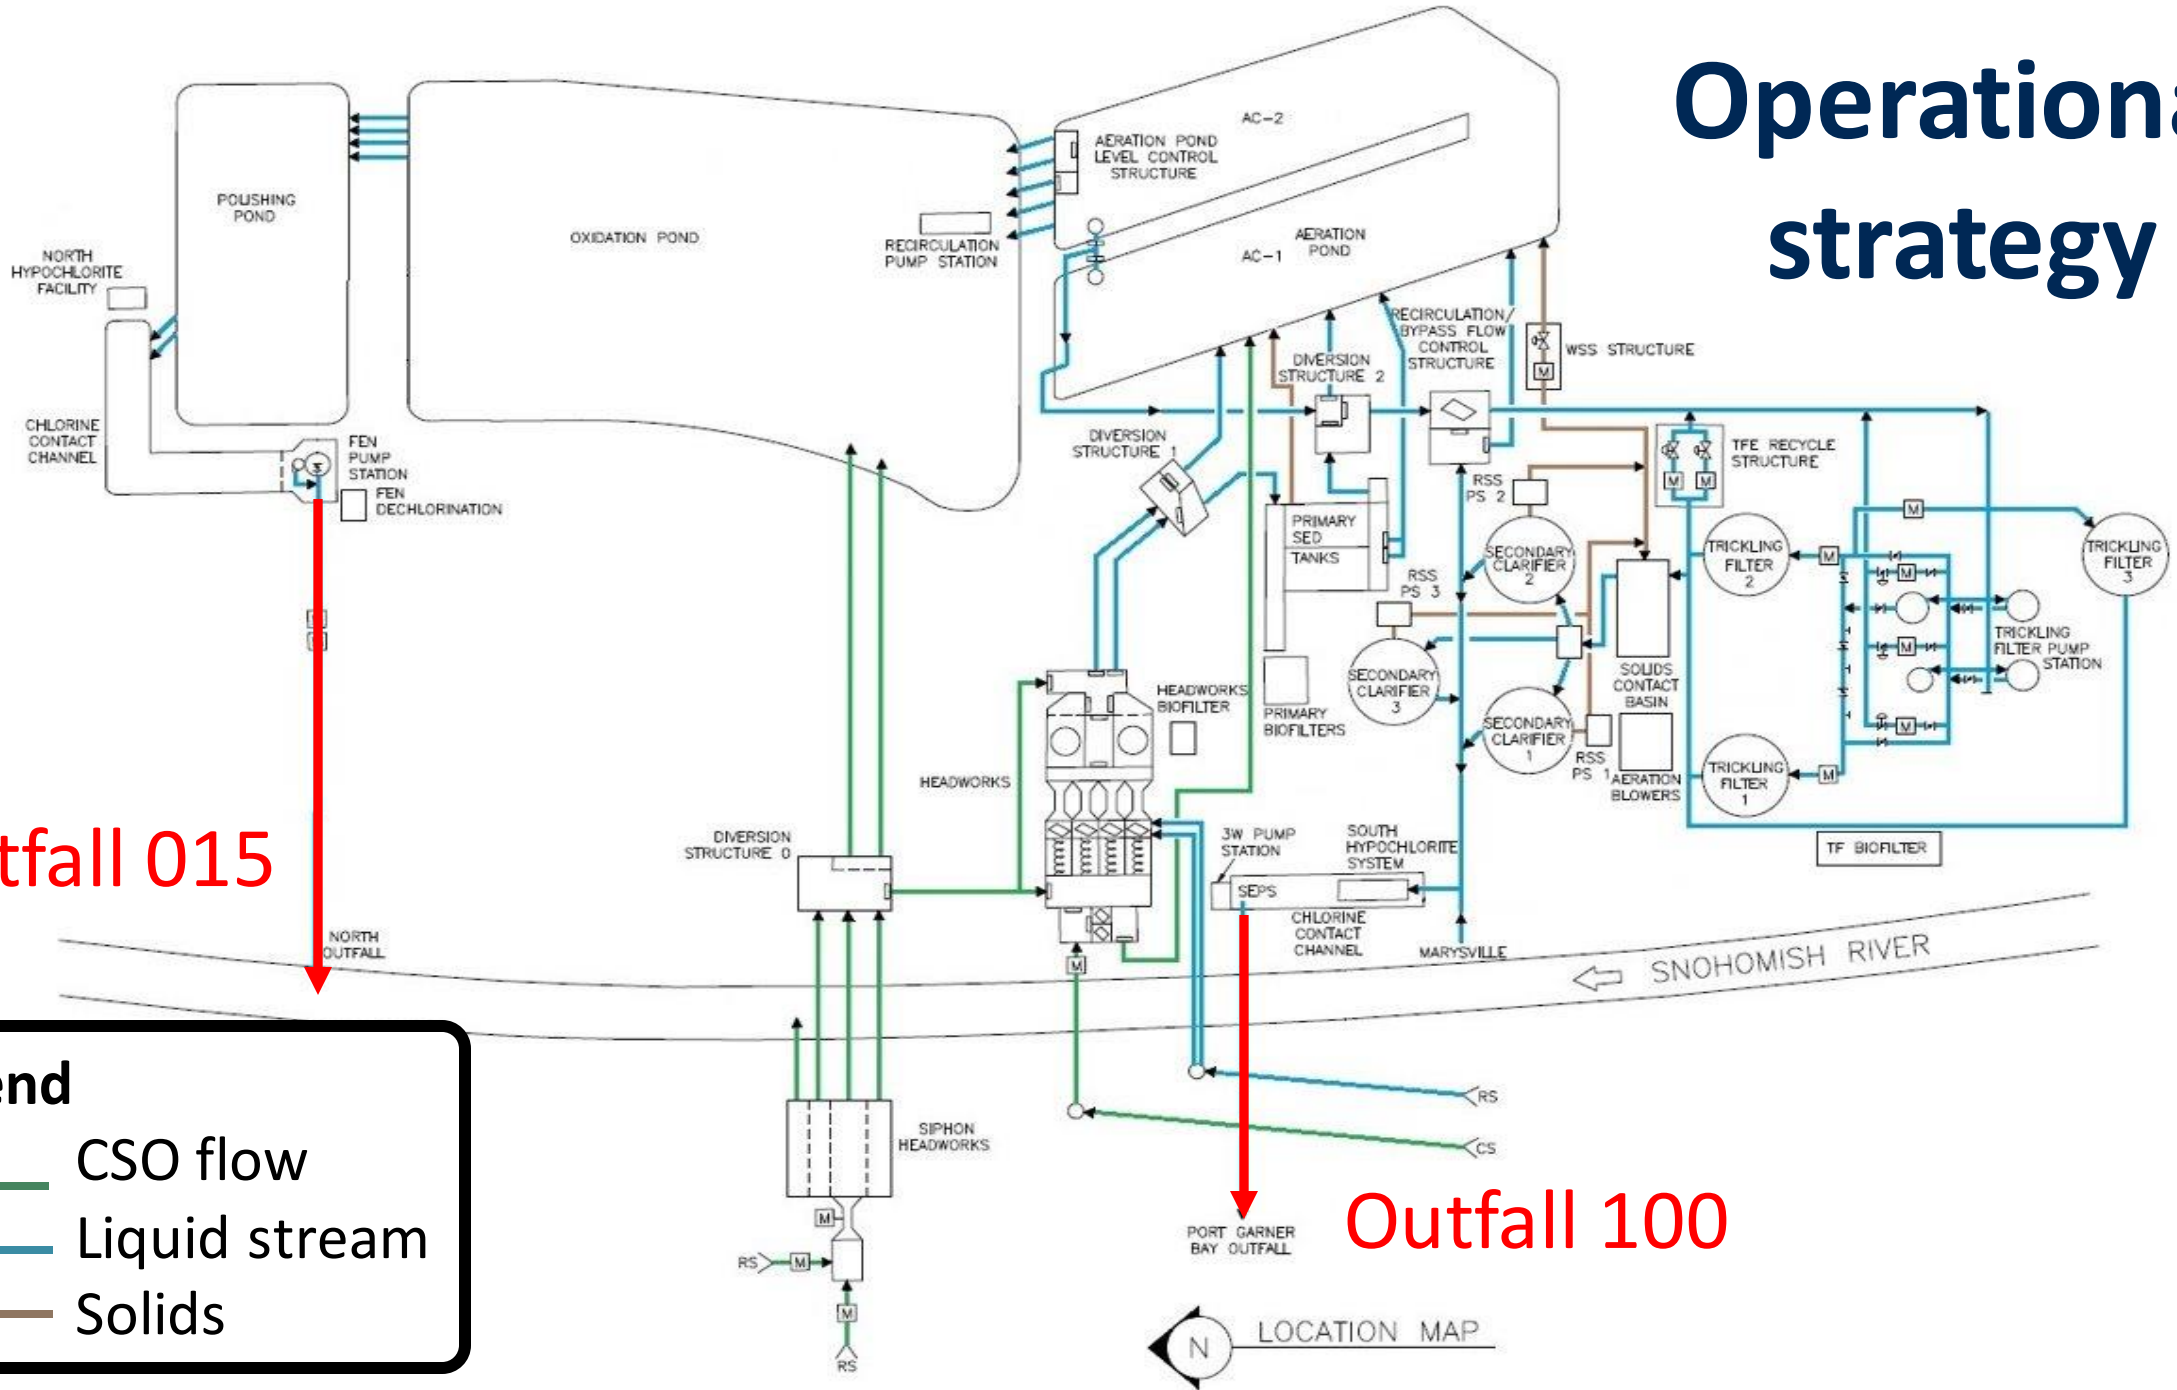 Operationa
strategy
AC-2
AERATION POND
LEVEL CONTROL
STRUCTURE
POLISHING
POND
OXIDATION POND
RECIRCULATION
PUMP STATION
AERATION
POND
AC-1
NORTH
HYPOCHLORITE
FACILITY
RECIRCULATION/
BYPASS FLOW
CONTROL
STRUCTURE
WSS STRUCTURE
M
DIVERSION
STRUCTURE 2
CHLORINE
CONTACT
CHANNEL
FEN
PUMP
STATION
FEN
DECHLORINATION
DIVERSION
STRUCTURE 1
TFE RECYCLE
STRUCTURE
M
M
RSS
PS 2
PRIMARY
SED
TANKS
SECONDARY
CLARIFIER
2
RSS
PS 3
TRICKLING
FILTER
2
M
M
M
TRICKLING
FILTER
3
TRICKLING
FILTER PUMP
STATION
M
M
SOLIDS
CONTACT
BASIN
SECONDARY
CLARIFIER
3
SECONDARY
CLARIFIER
1
RSS
PS 1
AERATION
BLOWERS
TRICKLING
FILTER
1
M
HEADWORKS
BIOFILTER
PRIMARY
BIOFILTERS
HEADWORKS
DIVERSION
STRUCTURE 0
3W PUMP
STATION
SOUTH
HYPOCHLORITE
SYSTEM
SEPS
CHLORINE
CONTACT
CHANNEL
TF BIOFILTER
tfall 015
NORTH
OUTFALL
M
MARYSVILLE
SNOHOMISH RIVER
end
CSO flow
Liquid stream
Solids
SIPHON
HEADWORKS
RS
CS
M
RS
M
M
RS
PORT GARNER
BAY OUTFALL
Outfall 100
N
LOCATION MAP